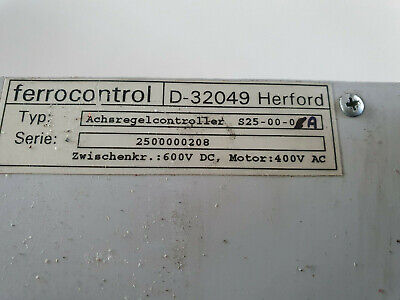 ferrocontrol D-32049 Herford
Typ: Achsregelcontroller S25-00-0 A
Serie: 2500000208
Zwischenkr.:600V DC, Motor:400V AC